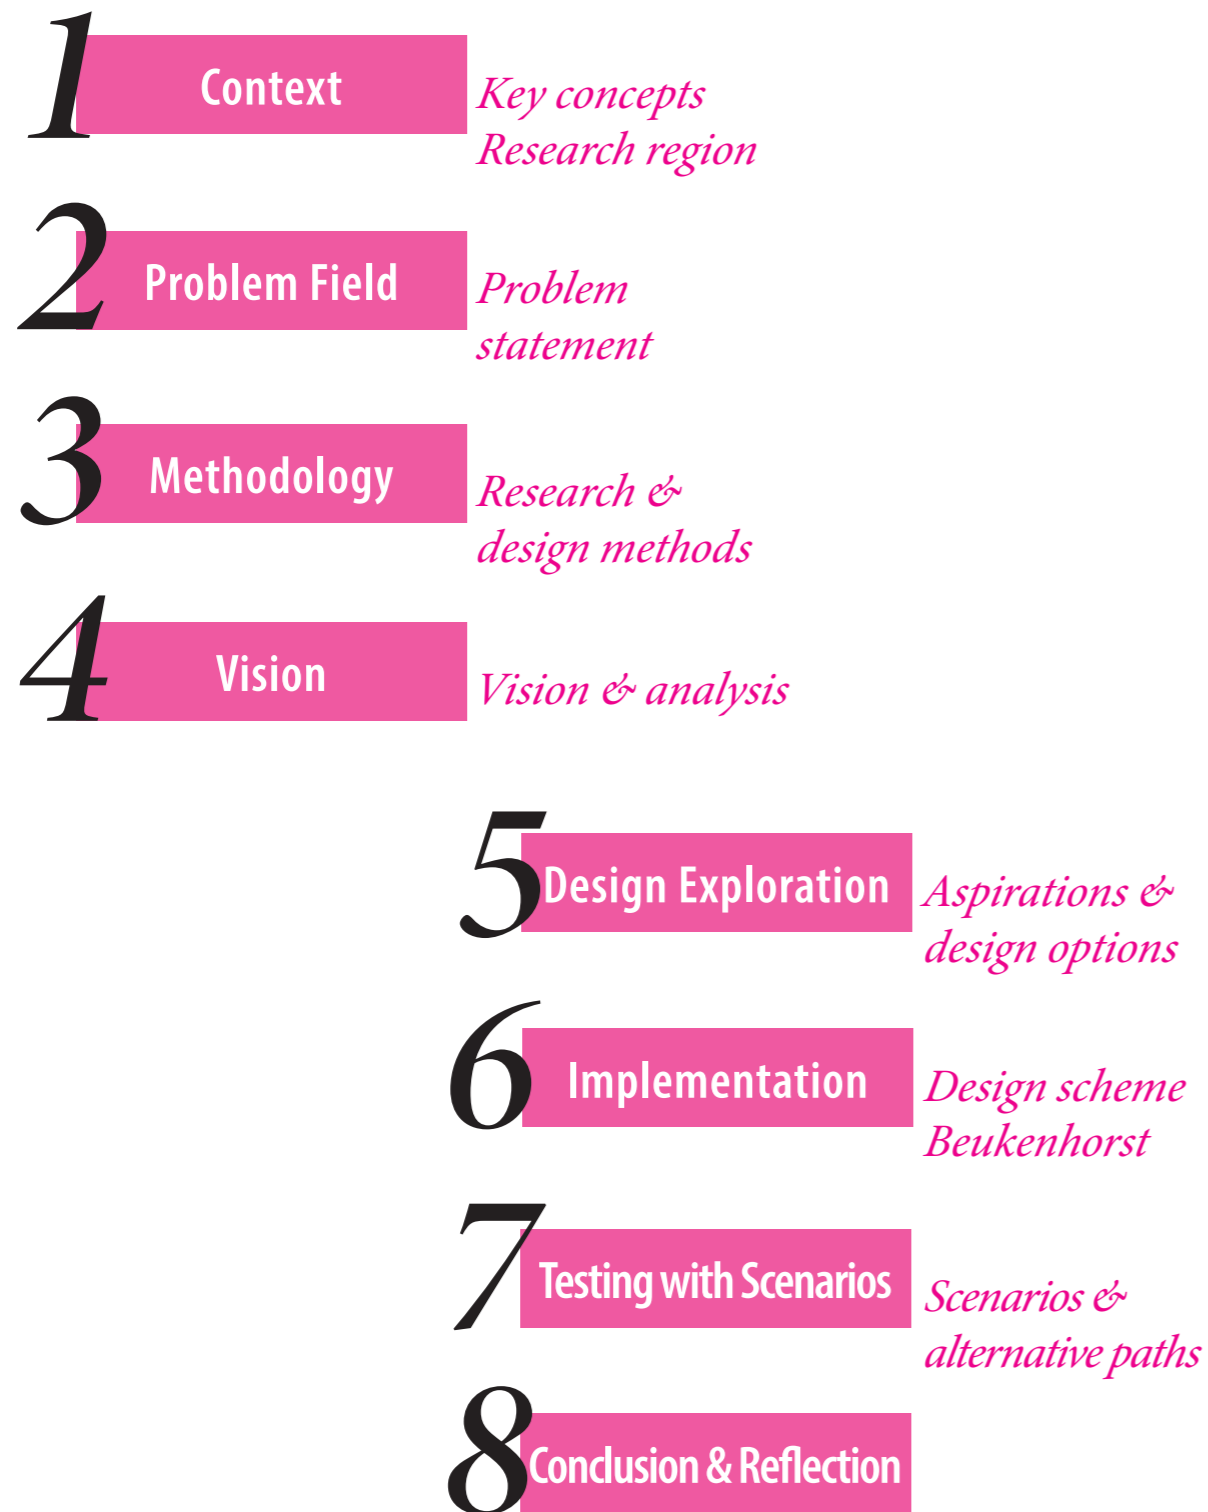 1
Context
Key concepts
Research region
2
Problem Field
Problem
statement
3
Methodology
Research &
design methods
4
Vision
Vision & analysis
5
Design Exploration
Aspirations &
design options
6
Implementation
Design scheme
Beukenhorst
7
Testing with Scenarios
Scenarios &
alternative paths
8
Conclusion & Reflection